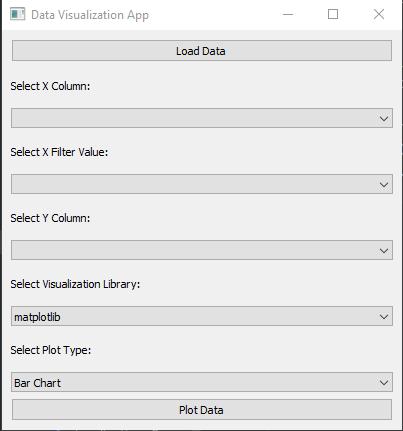 Data Visualization App
Load Data
Select X Column:
Select X Filter Value:
Select Y Column:
Select Visualization Library:
matplotlib
Select Plot Type:
Bar Chart
Plot Data